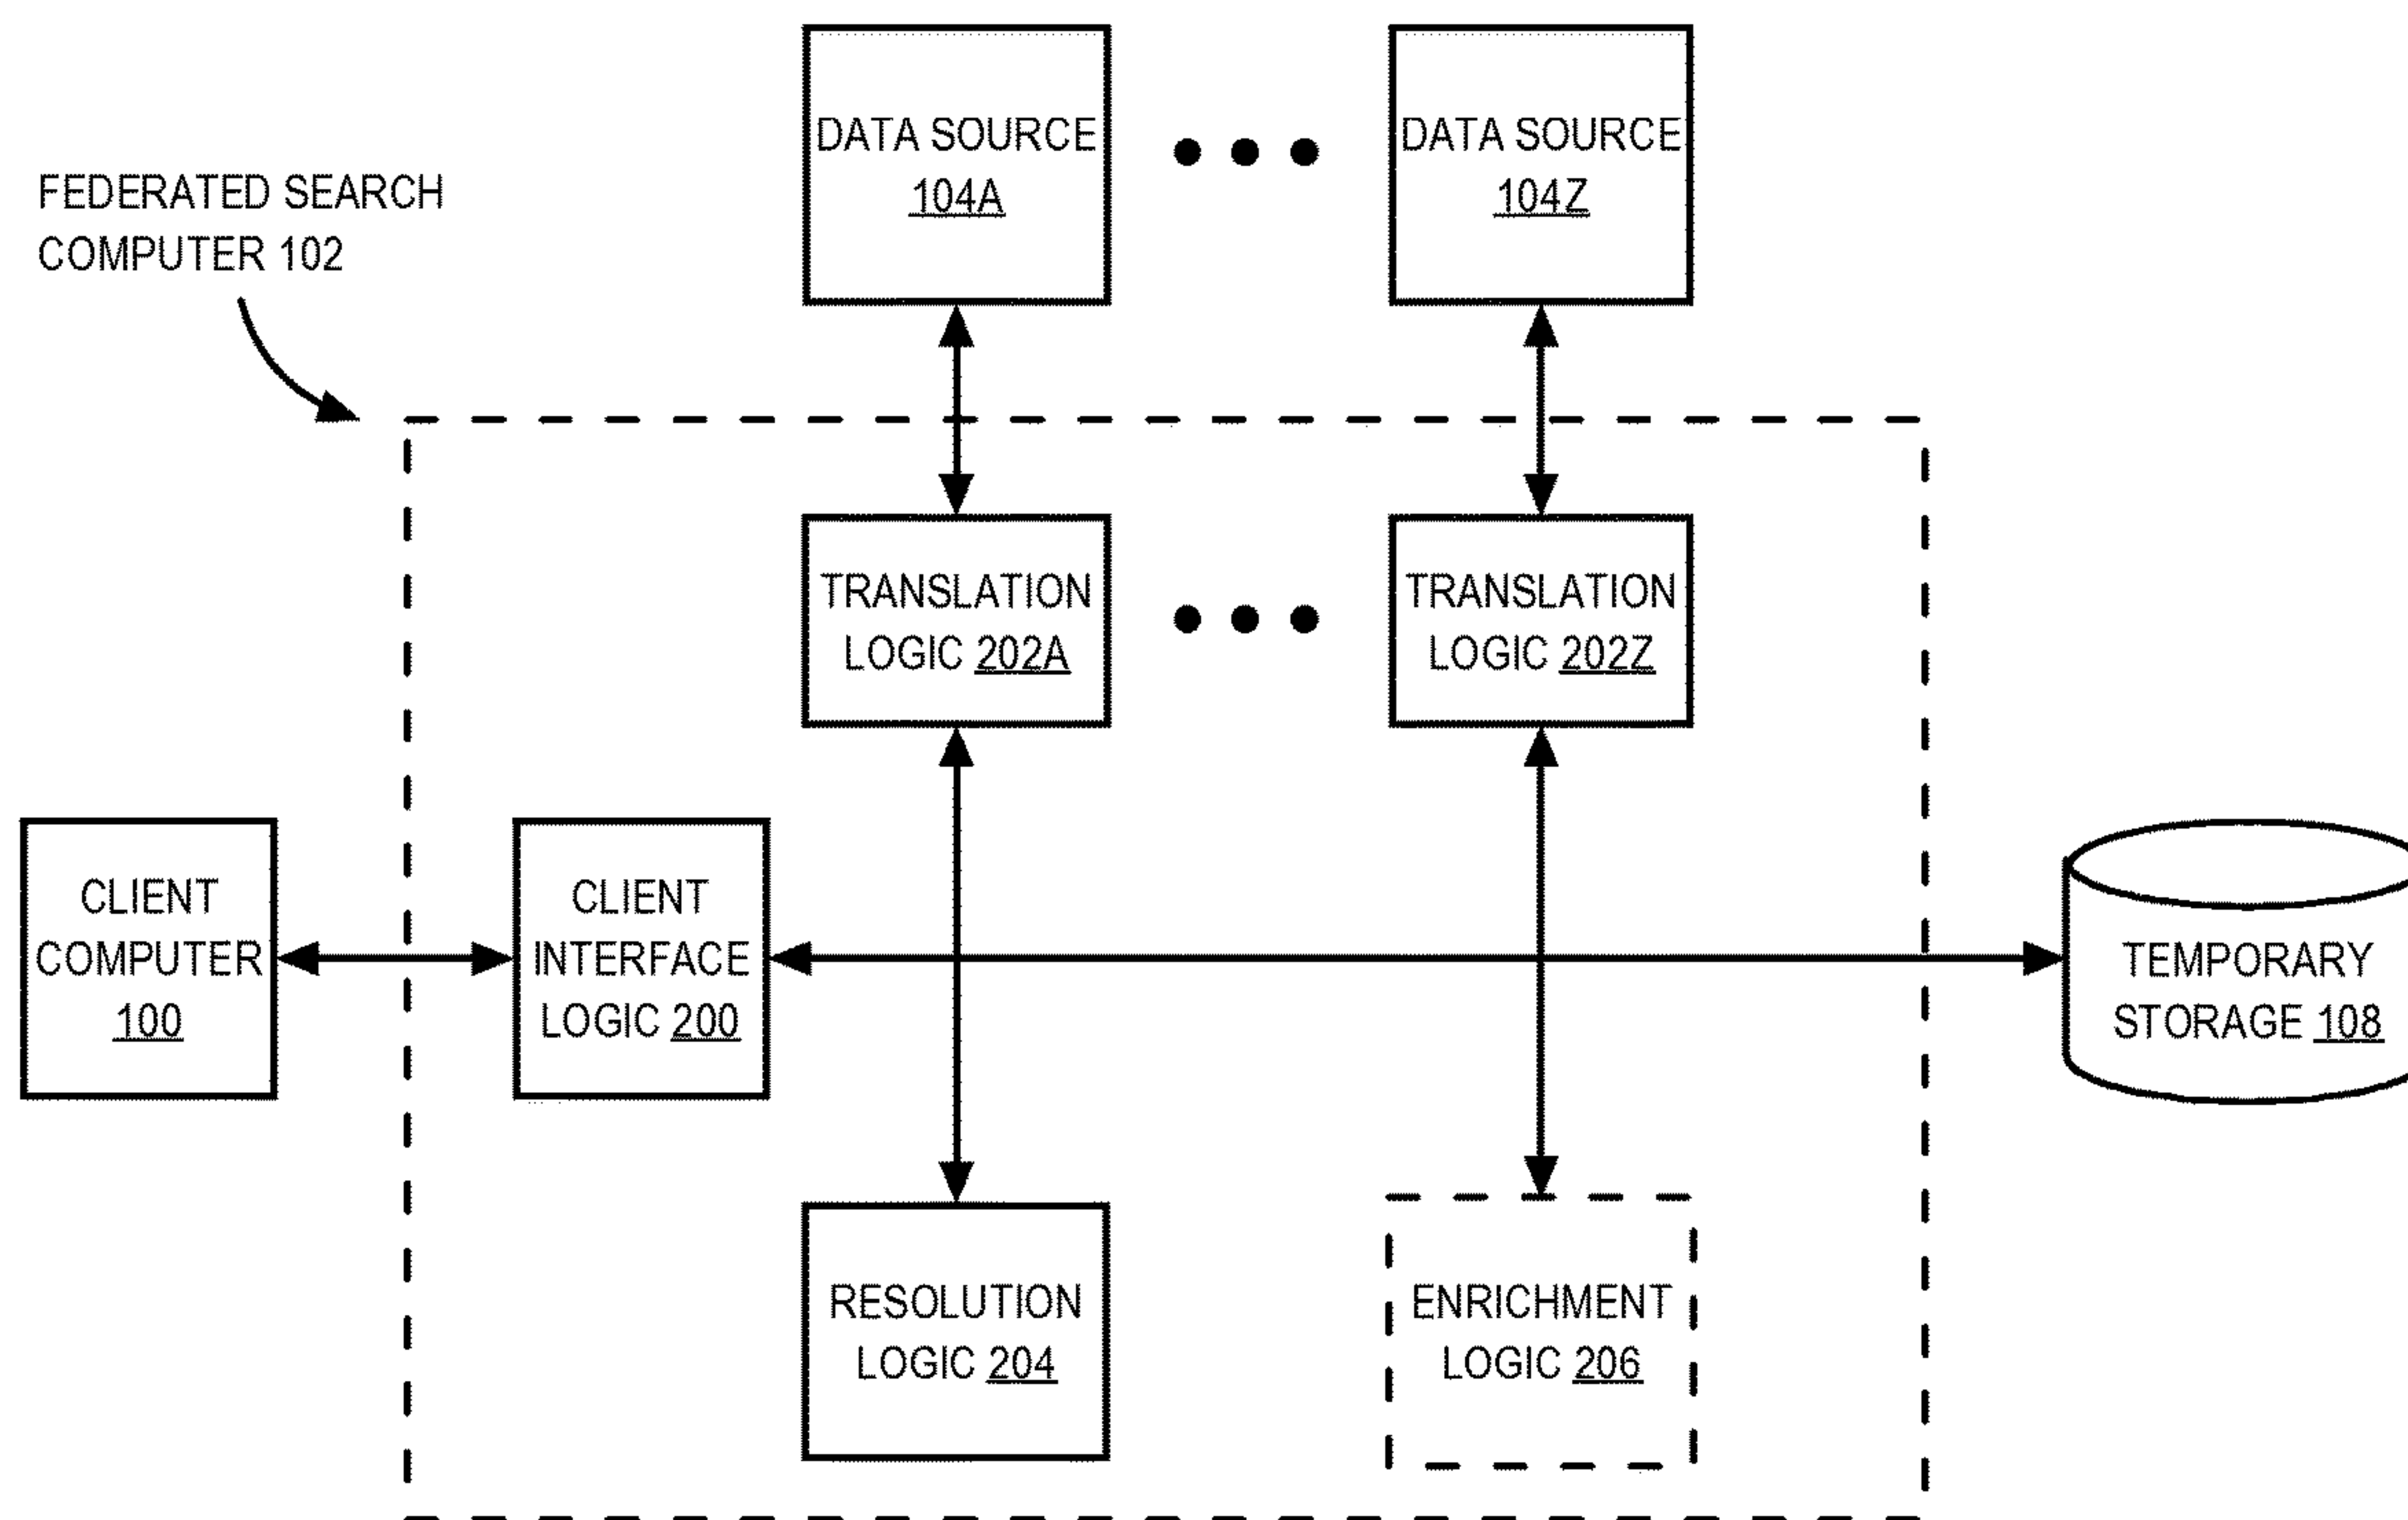 DATA SOURCE
104A
DATA SOURCE
104Z
FEDERATED SEARCH
COMPUTER 102
TRANSLATION
LOGIC 202A
TRANSLATION
LOGIC 202Z
CLIENT
COMPUTER
100
CLIENT
INTERFACE
LOGIC 200
TEMPORARY
STORAGE 108
RESOLUTION
LOGIC 204
ENRICHMENT
LOGIC 206